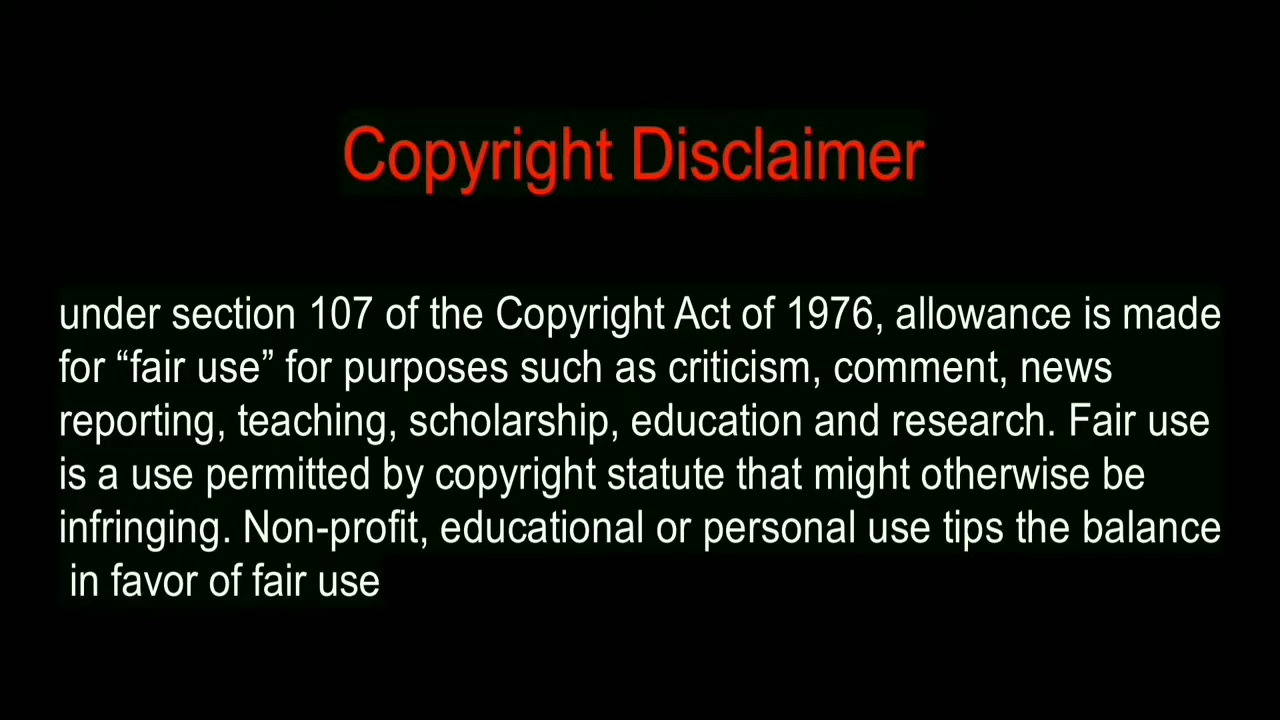 Copyright Disclaimer
under section 107 of the Copyright Act of 1976, allowance is made
for “fair use” for purposes such as criticism, comment, news
reporting, teaching, scholarship, education and research. Fair use
is a use permitted by copyright statute that might otherwise be
infringing. Non-profit, educational or personal use tips the balance
in favor of fair use